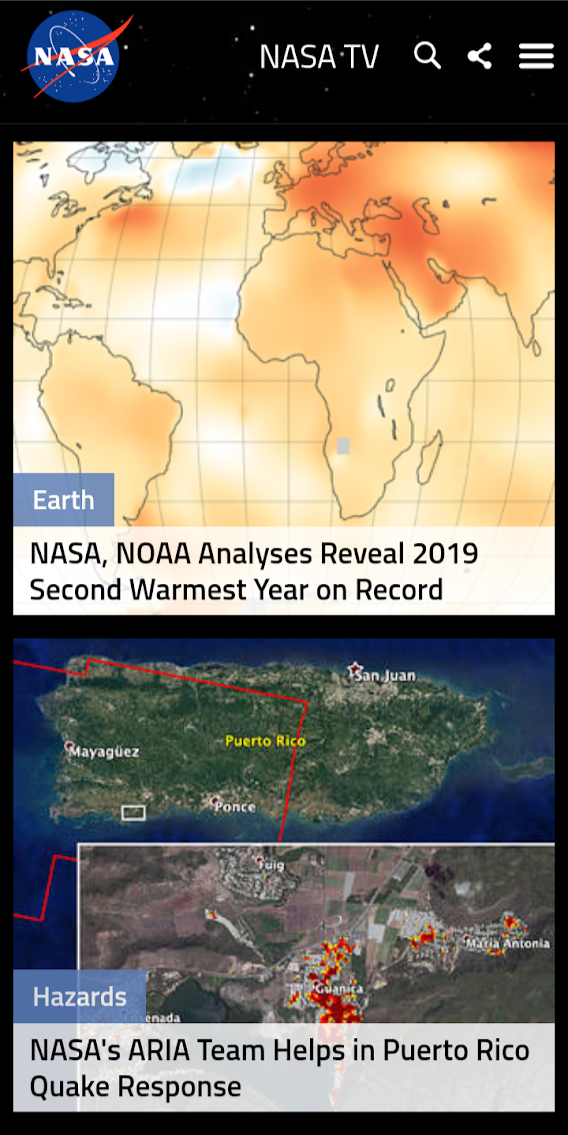 NASA
NASA TV
Earth
NASA, NOAA Analyses Reveal 2019
Second Warmest Year on Record
San Juan
Puerto Rico
Mayagüez
Ponce
Maria Antonia
Guanica
Hazards
NASA's ARIA Team Helps in Puerto Rico
Quake Response